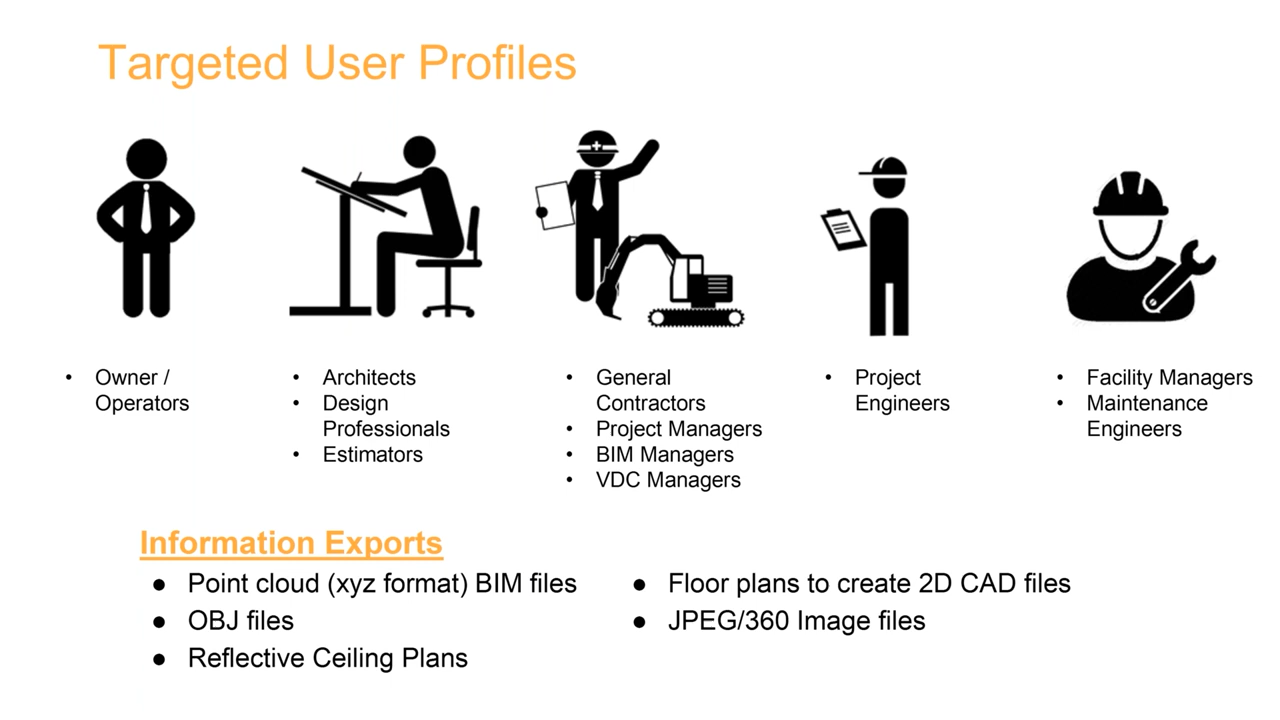 Targeted User Profiles
• Owner /
Operators
• Architects
• Design
Professionals
• Estimators
• General
Contractors
• Project Managers
• BIM Managers
• VDC Managers
• Project
Engineers
• Facility Managers
• Maintenance
Engineers
Information Exports
● Point cloud (xyz format) BIM files
● OBJ files
● Reflective Ceiling Plans
● Floor plans to create 2D CAD files
● JPEG/360 Image files